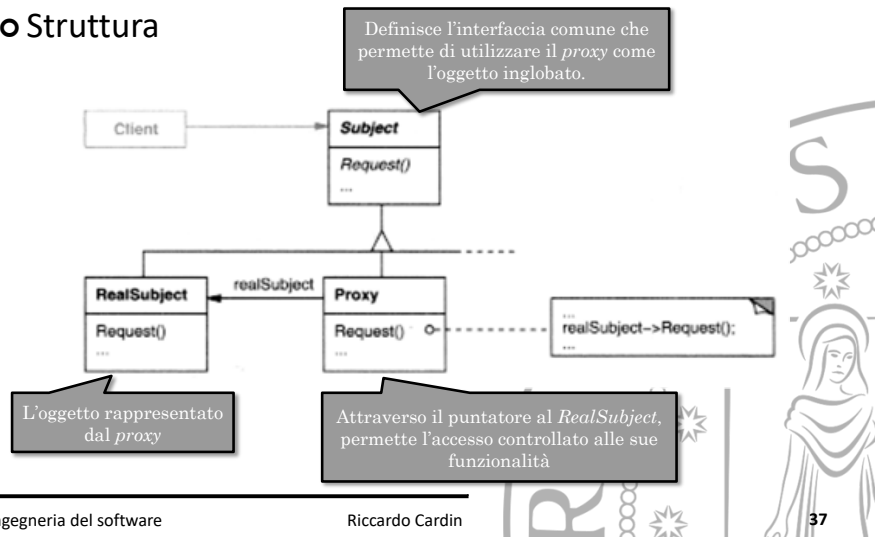 Struttura
Definisce l'interfaccia comune che
permette di utilizzare il proxy come
l'oggetto inglobato.
Client
Subject
Request()
...
RealSubject
Request()
...
realSubject
Proxy
Request()
...
...
realSubject->Request();
...
L'oggetto rappresentato
dal proxy
Attraverso il puntatore al RealSubject,
permette l'accesso controllato alle sue
funzionalità
S
R
gegneria del software
Riccardo Cardin
37